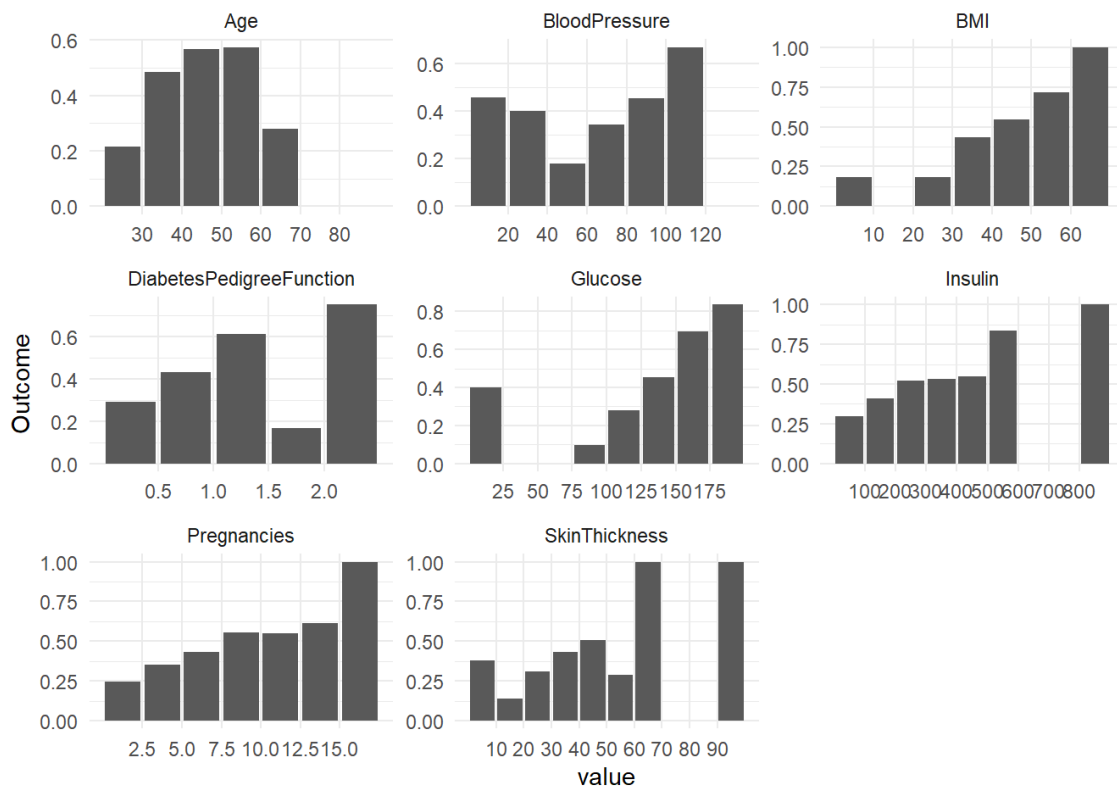 Age
BloodPressure
BMI
0.6
0.4
0.2
0.0
30 40 50 60 70 80
0.6
0.4
0.2
0.0
20 40 60 80 100 120
1.00
0.75
0.50
0.25
0.00
10 20 30 40 50 60
DiabetesPedigreeFunction
Glucose
Insulin
0.6
0.4
0.2
0.0
0.5 1.0 1.5 2.0
0.8
0.6
0.4
0.2
0.0
25 50 75 100 125 150 175
1.00
0.75
0.50
0.25
0.00
100 200 300 400 500 600 700 800
Outcome
Pregnancies
SkinThickness
1.00
0.75
0.50
0.25
0.00
2.5 5.0 7.5 10.0 12.5 15.0
1.00
0.75
0.50
0.25
0.00
10 20 30 40 50 60 70 80 90
value